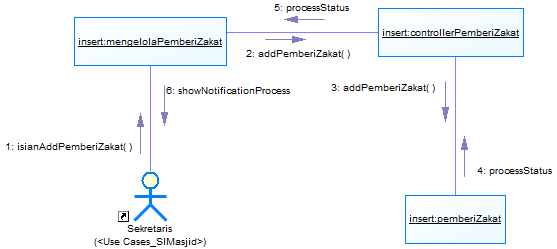 5: processStatus
insert:mengelolaPemberiZakat
insert:controllerPemberiZakat
2: addPemberiZakat( )
6: showNotificationProcess
3: addPemberiZakat( )
1: isianAddPemberiZakat( )
4: processStatus
Sekretaris
(<Use Cases_SIMasjid>)
insert:pemberiZakat